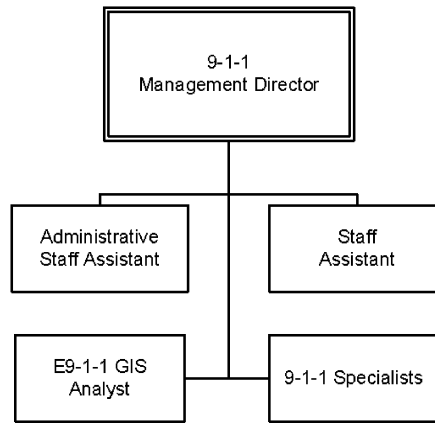 9-1-1
Management Director
Administrative
Staff Assistant
Staff
Assistant
E9-1-1 GIS
Analyst
9-1-1 Specialists